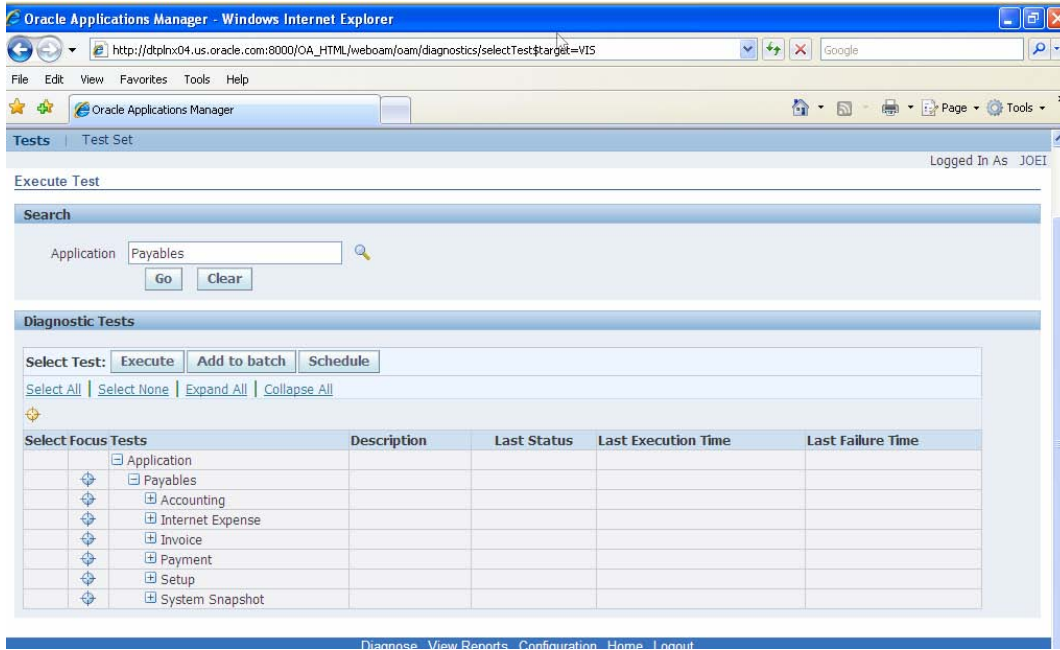 Oracle Applications Manager - Windows Internet Explorer
http://dtplnx04.us.oracle.com:8000/OA_HTML/weboam/oam/diagnostics/selectTest$target=VIS
Google
File Edit View Favorites Tools Help
Oracle Applications Manager
Page Tools
Tests | Test Set
Logged In As JOEI
Execute Test
Search
Application Payables
Go Clear
Diagnostic Tests
Select Test: Execute Add to batch Schedule
Select All | Select None | Expand All | Collapse All
Select Focus Tests Description Last Status Last Execution Time Last Failure Time
Application
Payables
Accounting
Internet Expense
Invoice
Payment
Setup
System Snapshot
Diagnose View Reports Configuration Home Logout